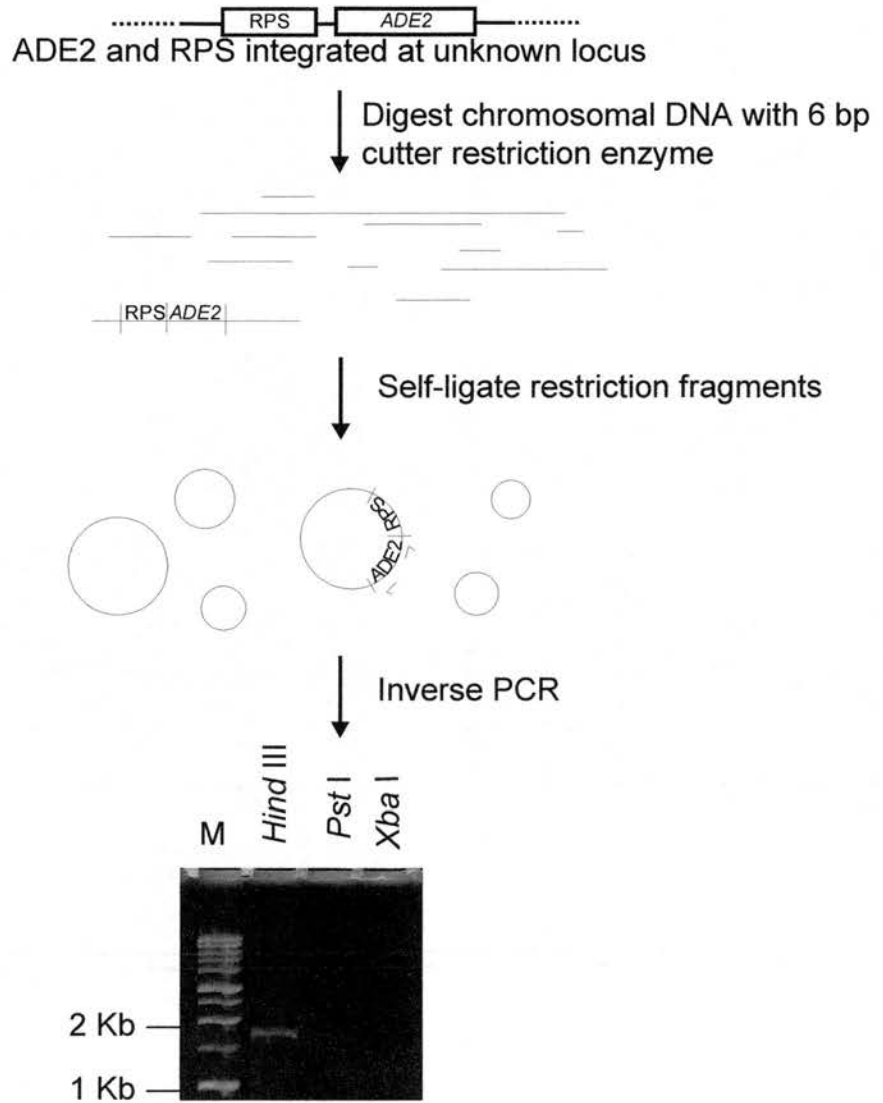 RPS ADE2
ADE2 and RPS integrated at unknown locus
Digest chromosomal DNA with 6 bp
cutter restriction enzyme
RPS ADE2
Self-ligate restriction fragments
RPS
ADE2
Inverse PCR
M Hind III Pst I Xba I
2 Kb
1 Kb